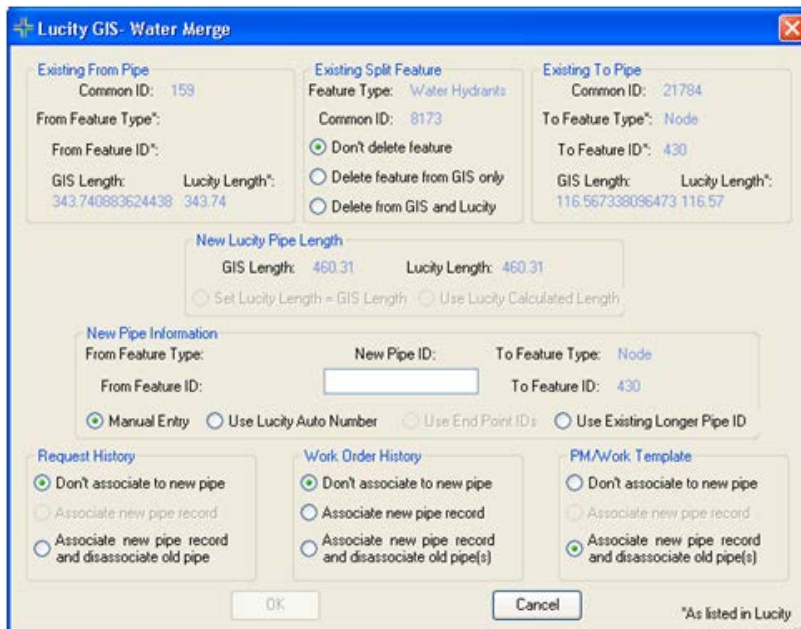 Lucity GIS- Water Merge
Existing From Pipe
Common ID: 159
From Feature Type*:
From Feature ID*:
GIS Length: Lucity Length*:
343.740883624438 343.74
Existing Split Feature
Feature Type: Water Hydrants
Common ID: 8173
Don't delete feature
Delete feature from GIS only
Delete from GIS and Lucity
Existing To Pipe
Common ID: 21784
To Feature Type*: Node
To Feature ID*: 430
GIS Length: Lucity Length*:
116.567338096473 116.57
New Lucity Pipe Length
GIS Length: 460.31 Lucity Length: 460.31
Set Lucity Length = GIS Length Use Lucity Calculated Length
New Pipe Information
From Feature Type: New Pipe ID: To Feature Type: Node
From Feature ID: To Feature ID: 430
Manual Entry Use Lucity Auto Number Use End Point IDs Use Existing Longer Pipe ID
Request History
Don't associate to new pipe
Associate new pipe record
Associate new pipe record
and disassociate old pipe
Work Order History
Don't associate to new pipe
Associate new pipe record
Associate new pipe record
and disassociate old pipe(s)
PM/Work Template
Don't associate to new pipe
Associate new pipe record
Associate new pipe record
and disassociate old pipe(s)
OK Cancel
*As listed in Lucity